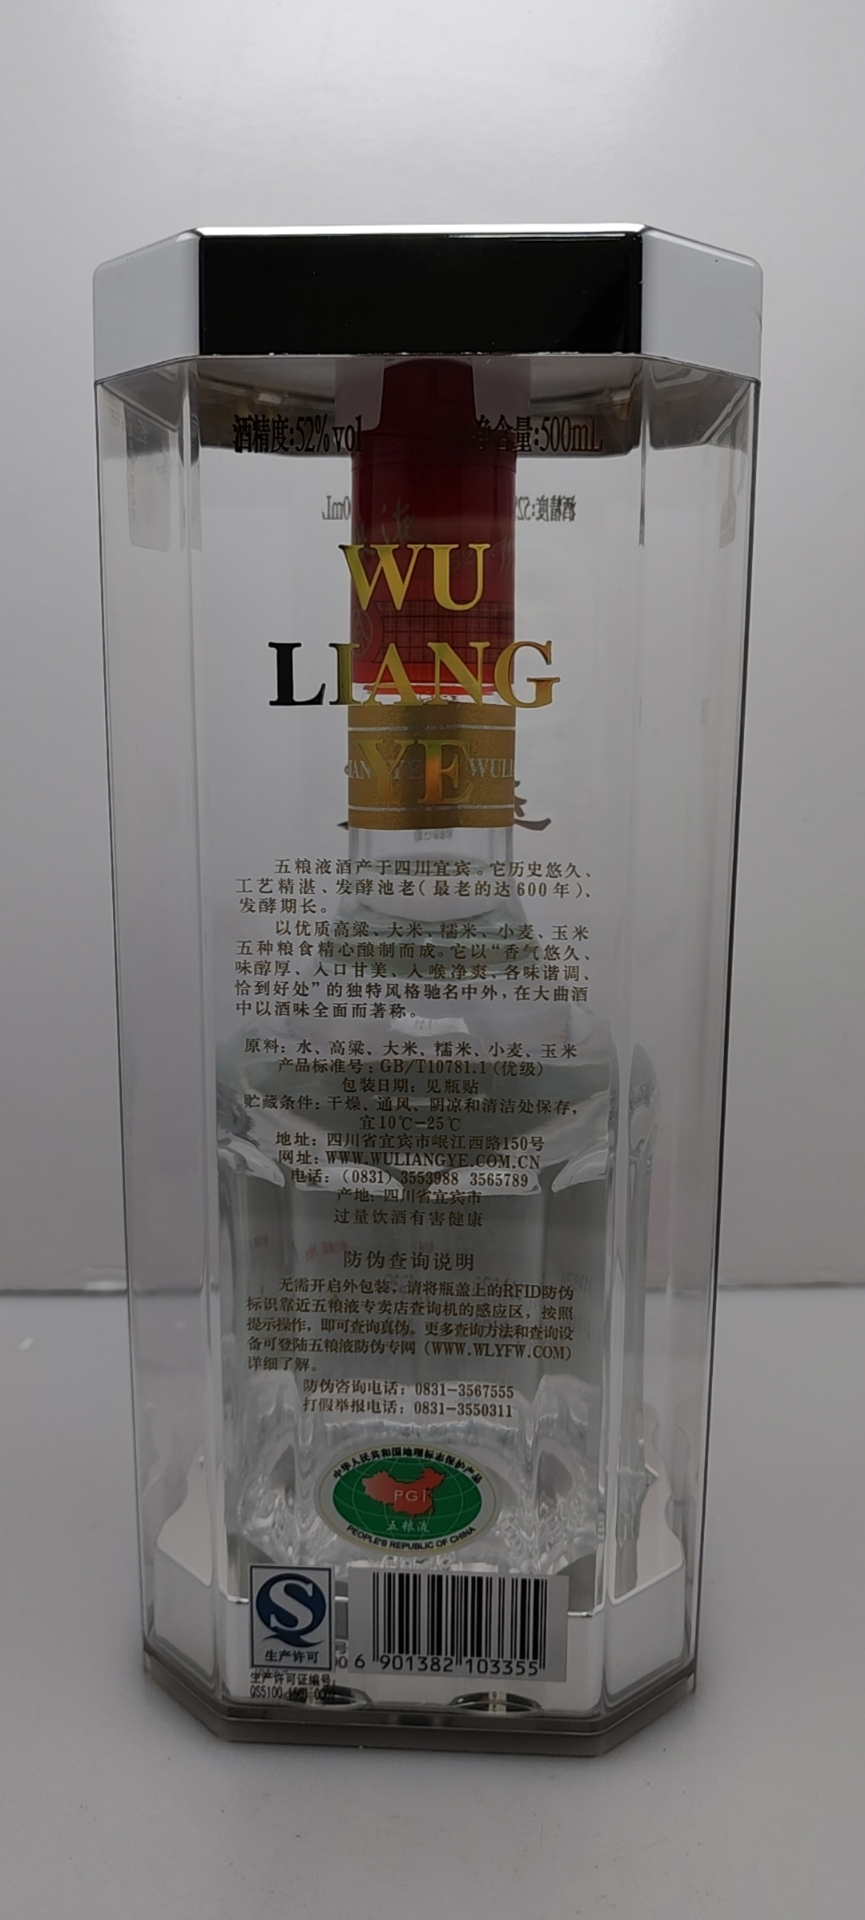 酒精度:52%vol 净含量:500mL
WU
LIANG
YE
五粮液酒产于四川宜宾。它历史悠久、
工艺精湛、发酵池老(最老的达600年)、
发酵期长。
以优质高粱、大米、糯米、小麦、玉米
五种粮食精心酿制而成。它以“香气悠久、
味醇厚、入口甘美、入喉净爽、各味谐调、
恰到好处”的独特风格驰名中外,在大曲酒
中以酒味全面而著称。
原料:水、高粱、大米、糯米、小麦、玉米
产品标准号:GB/T10781.1(优级)
包装日期:见瓶贴
贮藏条件:干燥、通风、阴凉和清洁处保存,
宜10℃-25℃
地址:四川省宜宾市岷江西路150号
网址:WWW.WULIANGYE.COM.CN
电话:(0831)3553988 3565789
产地:四川省宜宾市
过量饮酒有害健康
防伪查询说明
无需开启外包装,请将瓶盖上的RFID防伪
标识靠近五粮液专卖店查询机的感应区,按照
提示操作,即可查询真伪。更多查询方法和查询设
备可登陆五粮液防伪专网(WWW.WLYFW.COM)
详细了解。
防伪咨询电话:0831-3567555
打假举报电话:0831-3550311
中华人民共和国地理标志保护产品
PGI
五粮液
PEOPLE'S REPUBLIC OF CHINA
生产许可
6 901382 103355
生产许可证编号:
QS5100